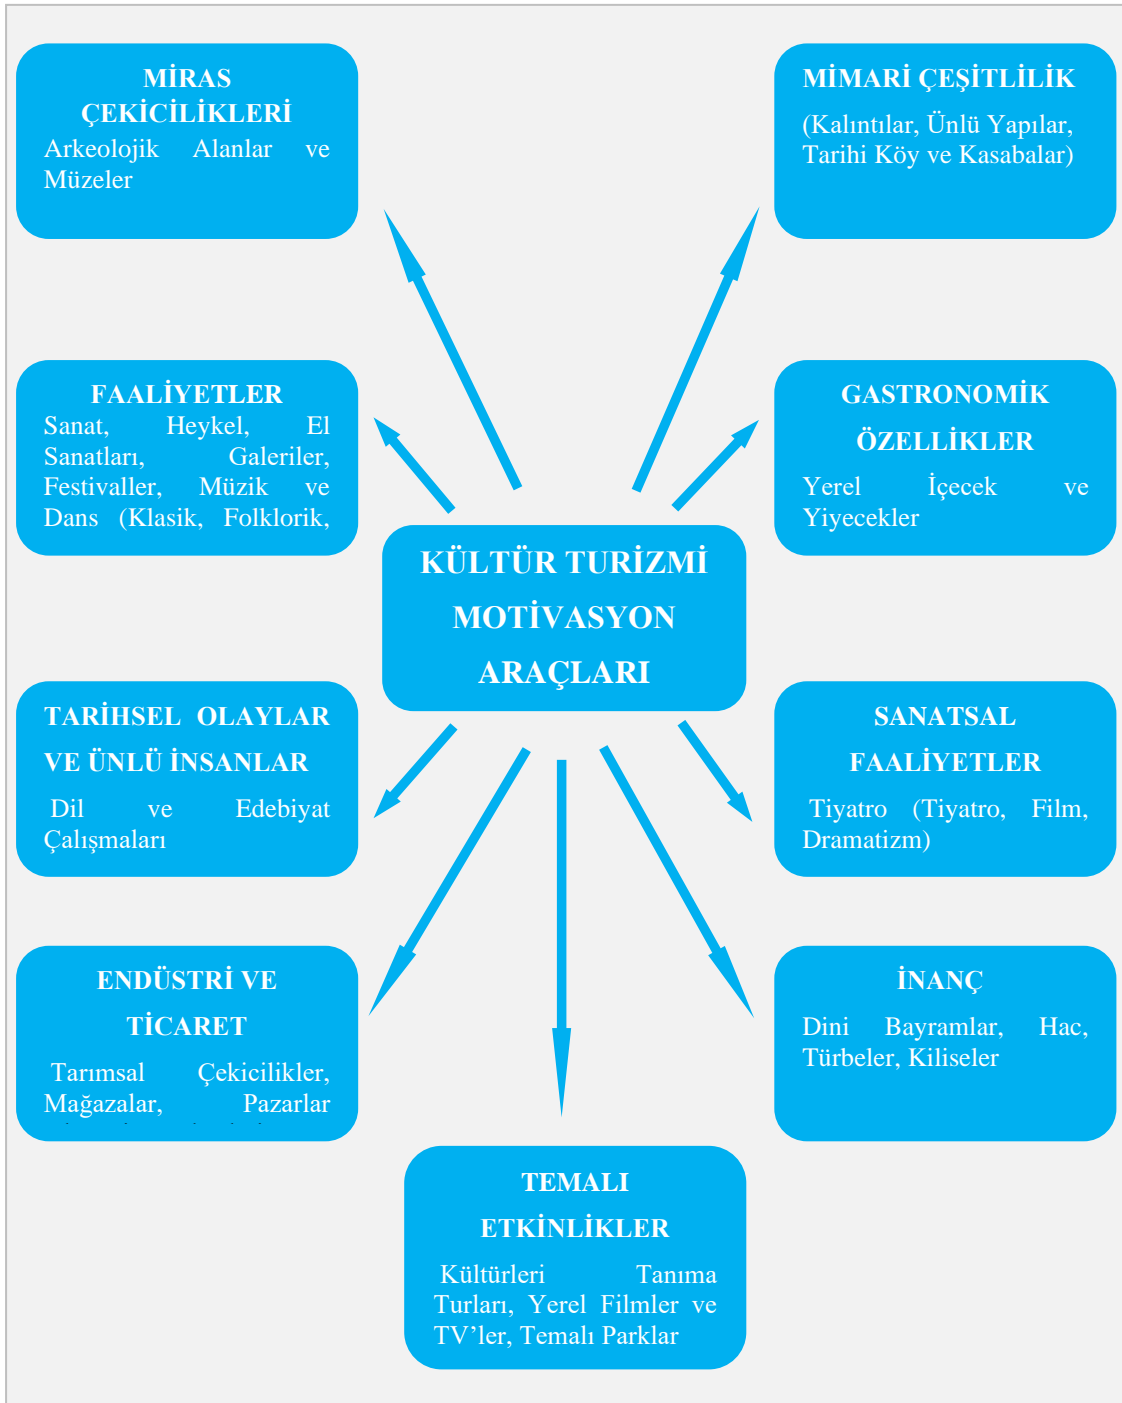 MİRAS
ÇEKİCİLİKLERİ
Arkeolojik Alanlar ve
Müzeler
MİMARİ ÇEŞİTLİLİK
(Kalıntılar, Ünlü Yapılar,
Tarihi Köy ve Kasabalar)
FAALİYETLER
Sanat, Heykel, El
Sanatları, Galeriler,
Festivaller, Müzik ve
Dans (Klasik, Folklorik,
GASTRONOMİK
ÖZELLİKLER
Yerel İçecek ve
Yiyecekler
KÜLTÜR TURİZMİ
MOTİVASYON
ARAÇLARI
TARİHSEL OLAYLAR
VE ÜNLÜ İNSANLAR
Dil ve Edebiyat
Çalışmaları
SANATSAL
FAALİYETLER
Tiyatro (Tiyatro, Film,
Dramatizm)
ENDÜSTRİ VE
TİCARET
Tarımsal Çekicilikler,
Mağazalar, Pazarlar
İNANÇ
Dini Bayramlar, Hac,
Türbeler, Kiliseler
TEMALI
ETKİNLİKLER
Kültürleri Tanıma
Turları, Yerel Filmler ve
TV’ler, Temalı Parklar